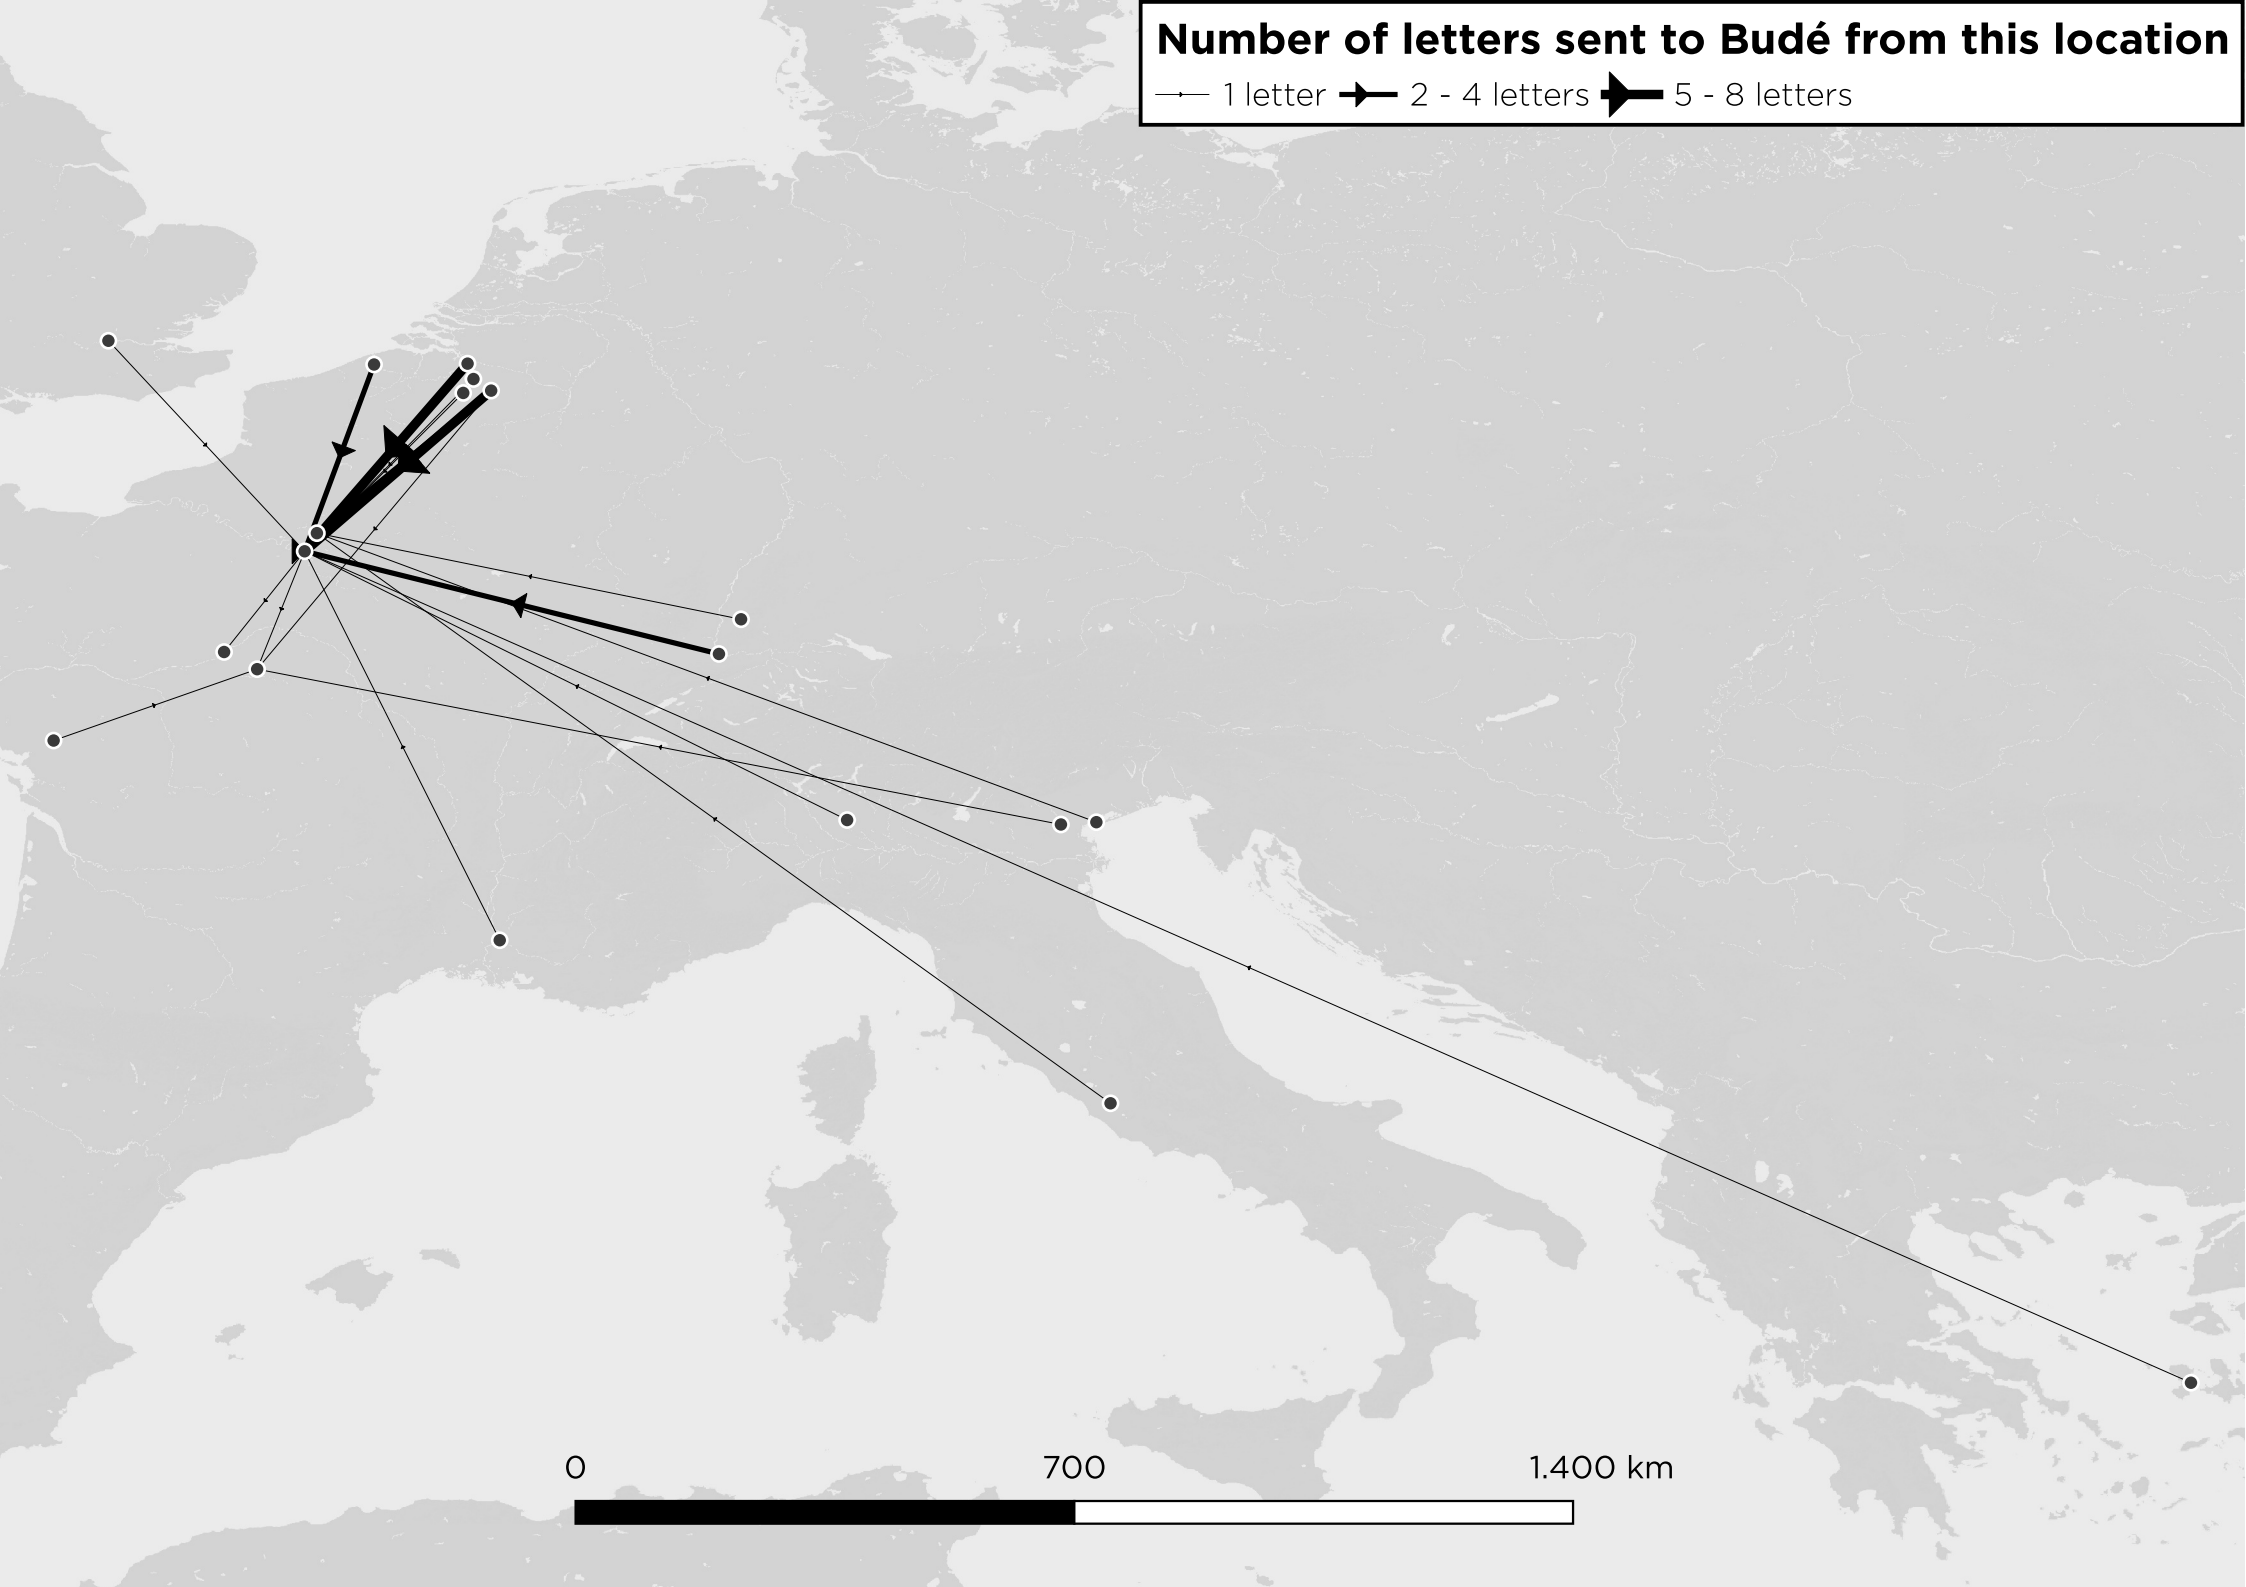 Number of letters sent to Budé from this location
1 letter 2 - 4 letters 5 - 8 letters
0 700 1.400 km